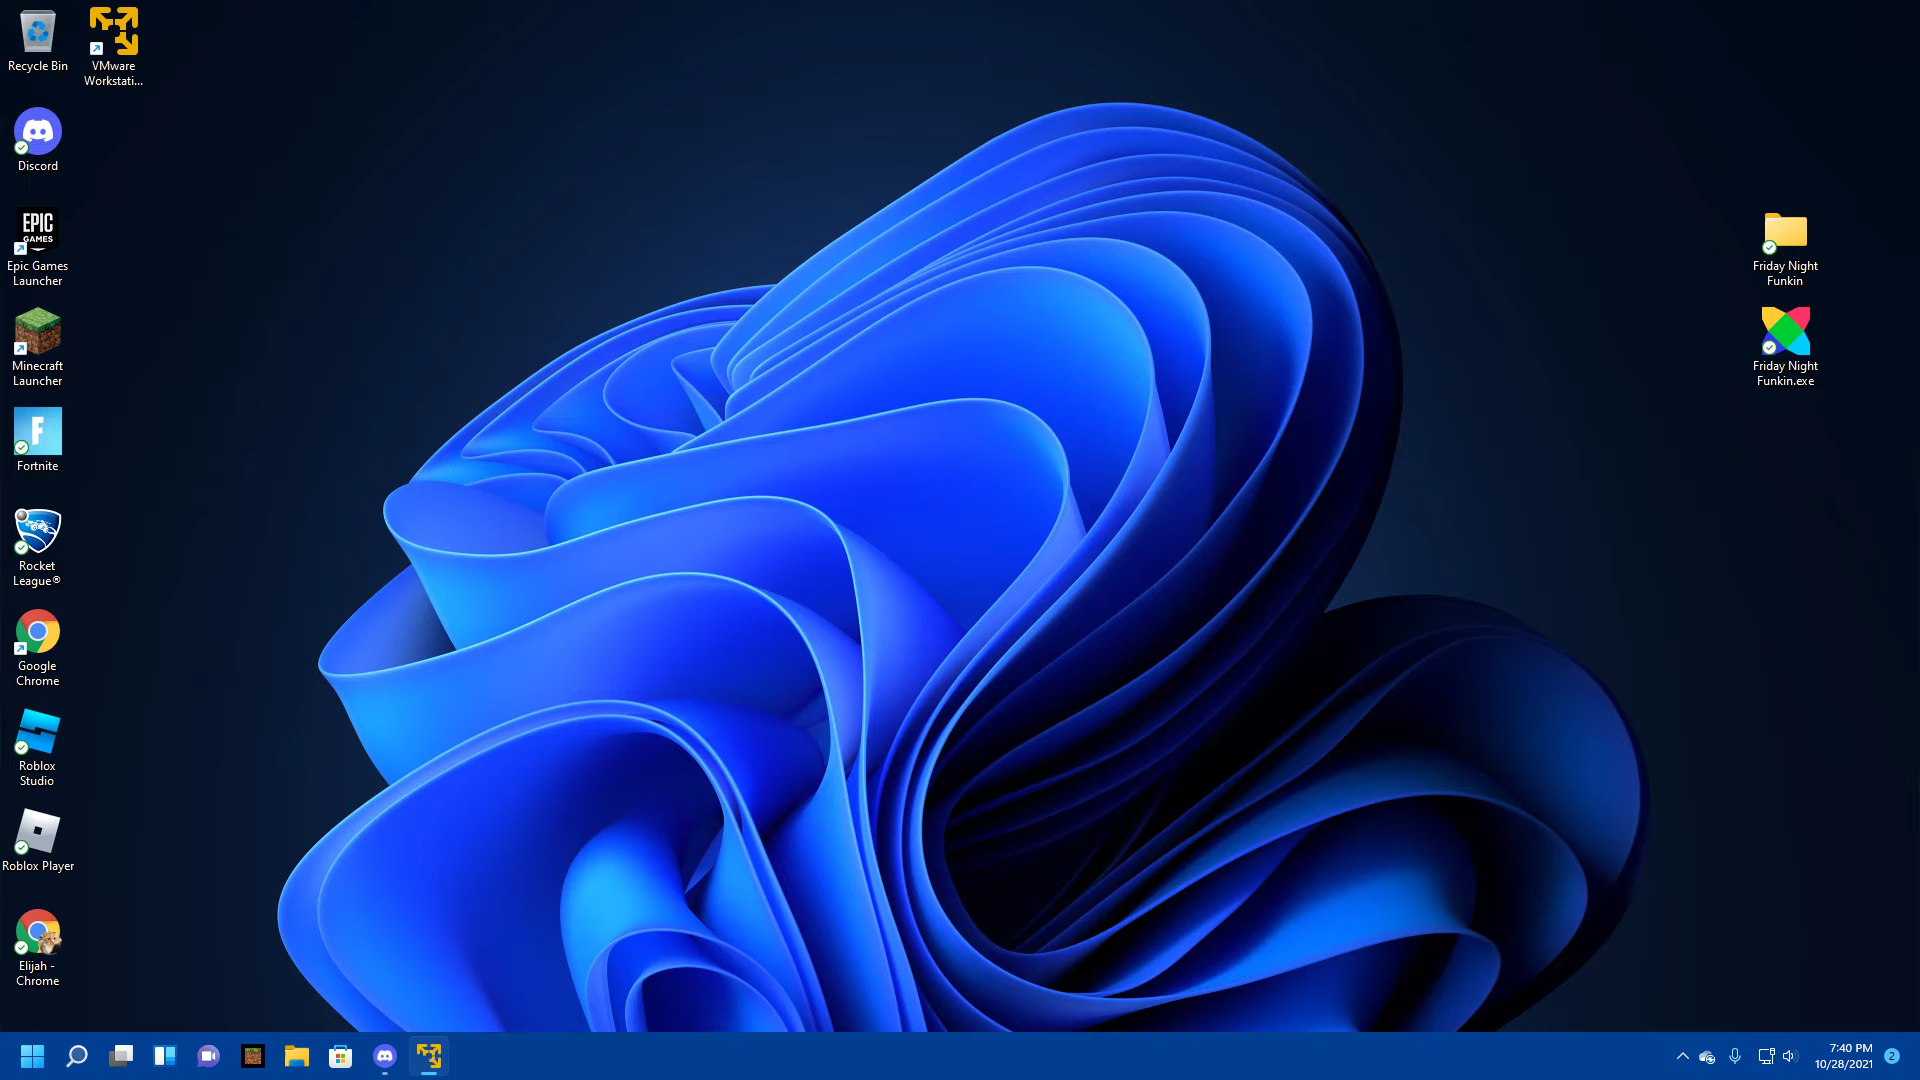 Recycle Bin
VMware
Workstati...
Discord
EPIC
GAMES
Epic Games
Launcher
Minecraft
Launcher
F
Fortnite
Rocket
League®
Google
Chrome
Roblox
Studio
Roblox Player
Elijah -
Chrome
Friday Night
Funkin
Friday Night
Funkin.exe
7:40 PM
10/28/2021
2